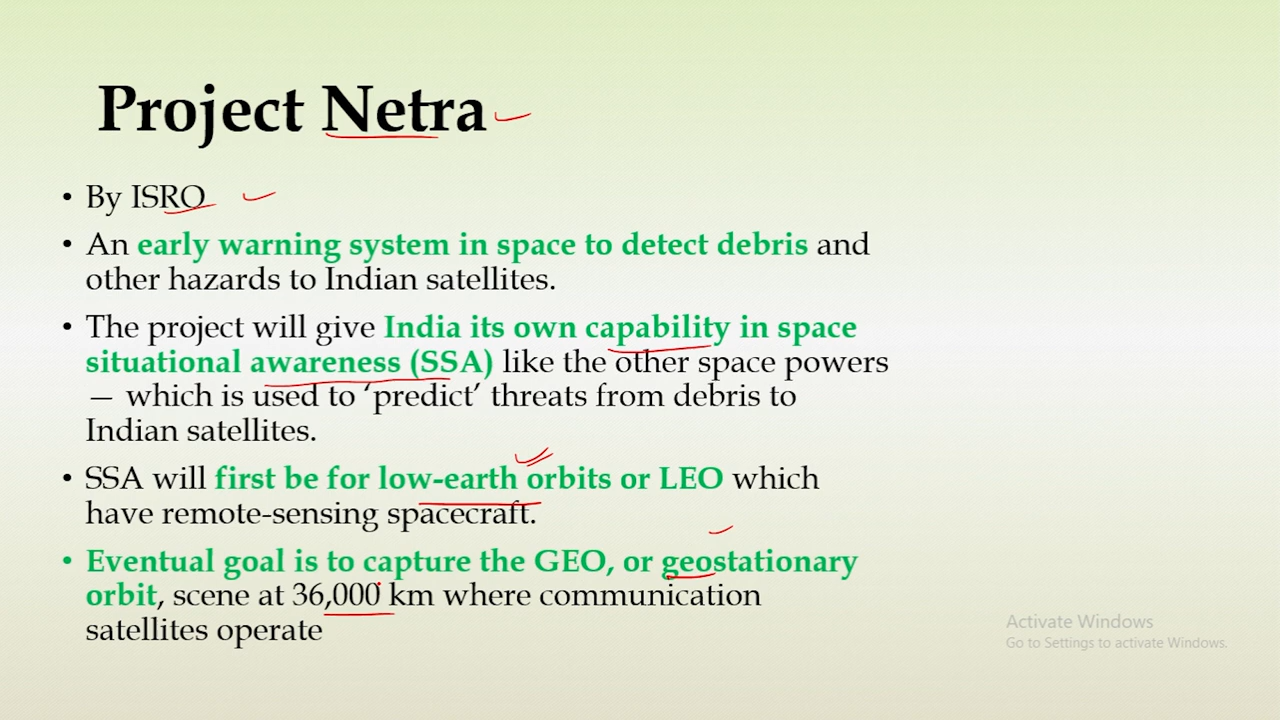 Project Netra
• By ISRO
• An early warning system in space to detect debris and
other hazards to Indian satellites.
• The project will give India its own capability in space
situational awareness (SSA) like the other space powers
— which is used to ‘predict’ threats from debris to
Indian satellites.
• SSA will first be for low-earth orbits or LEO which
have remote-sensing spacecraft.
• Eventual goal is to capture the GEO, or geostationary
orbit, scene at 36,000 km where communication
satellites operate
Activate Windows
Go to Settings to activate Windows.